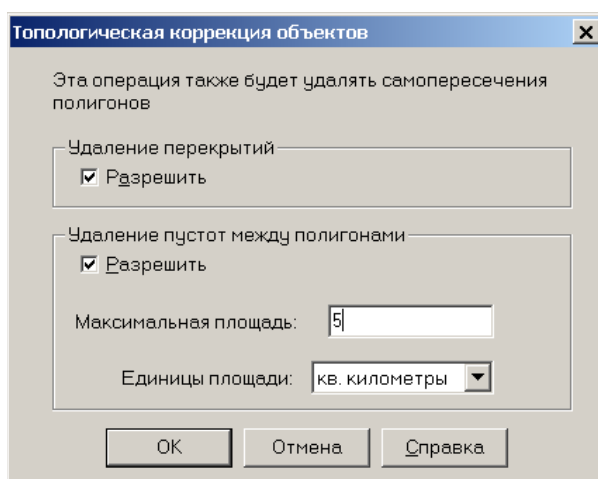 Топологическая коррекция объектов
Эта операция также будет удалять самопересечения
полигонов
Удаление перекрытий
Разрешить
Удаление пустот между полигонами
Разрешить
Максимальная площадь: 5
Единицы площади: кв. километры
ОК Отмена Справка